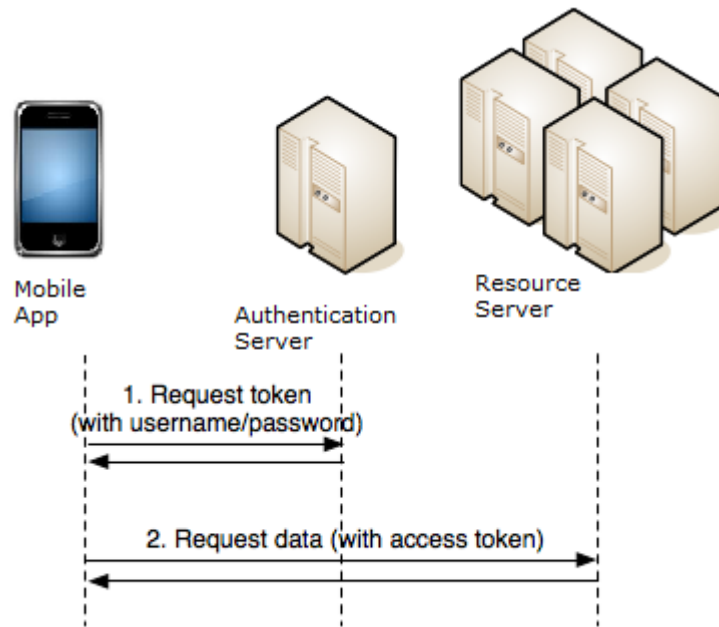 Mobile
App
Authentication
Server
Resource
Server
1. Request token
(with username/password)
2. Request data (with access token)